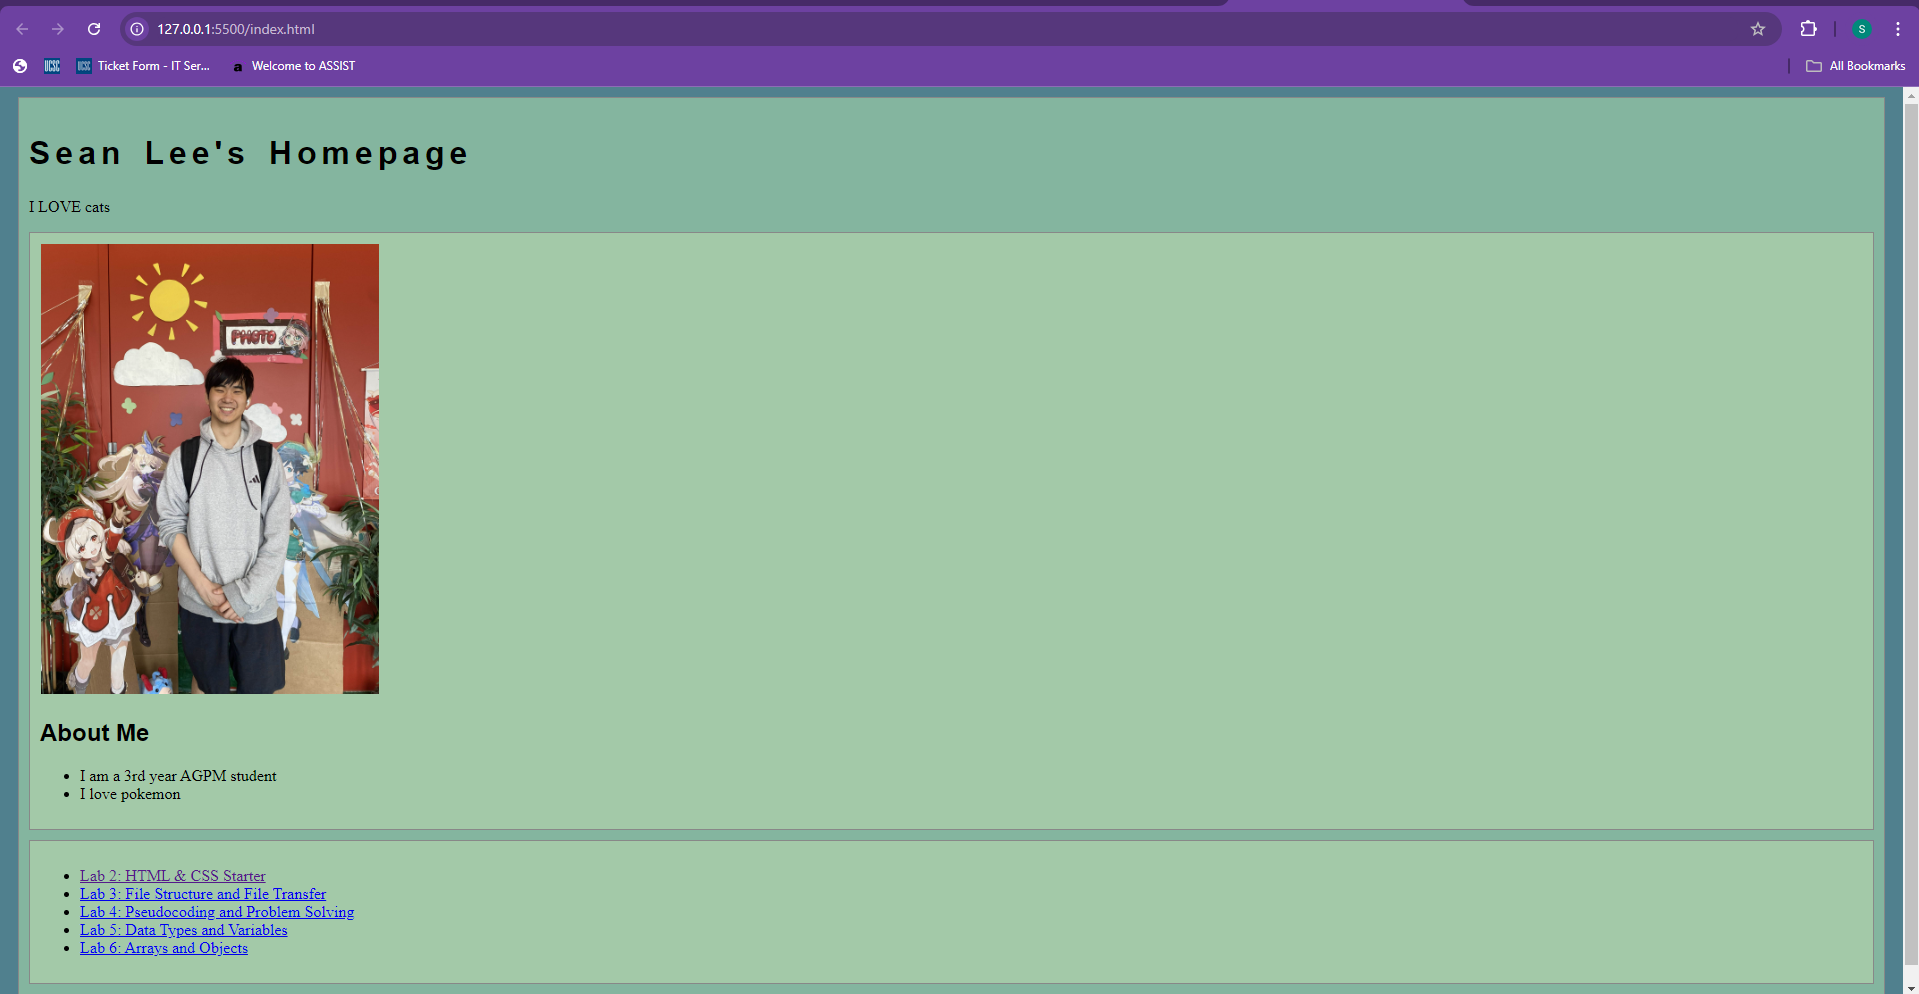 127.0.0.1:5500/index.html
S
UCSC
UCSC Ticket Form - IT Ser...
a Welcome to ASSIST
All Bookmarks
Sean Lee's Homepage
I LOVE cats
PHOTO
About Me
I am a 3rd year AGPM student
I love pokemon
Lab 2: HTML & CSS Starter
Lab 3: File Structure and File Transfer
Lab 4: Pseudocoding and Problem Solving
Lab 5: Data Types and Variables
Lab 6: Arrays and Objects